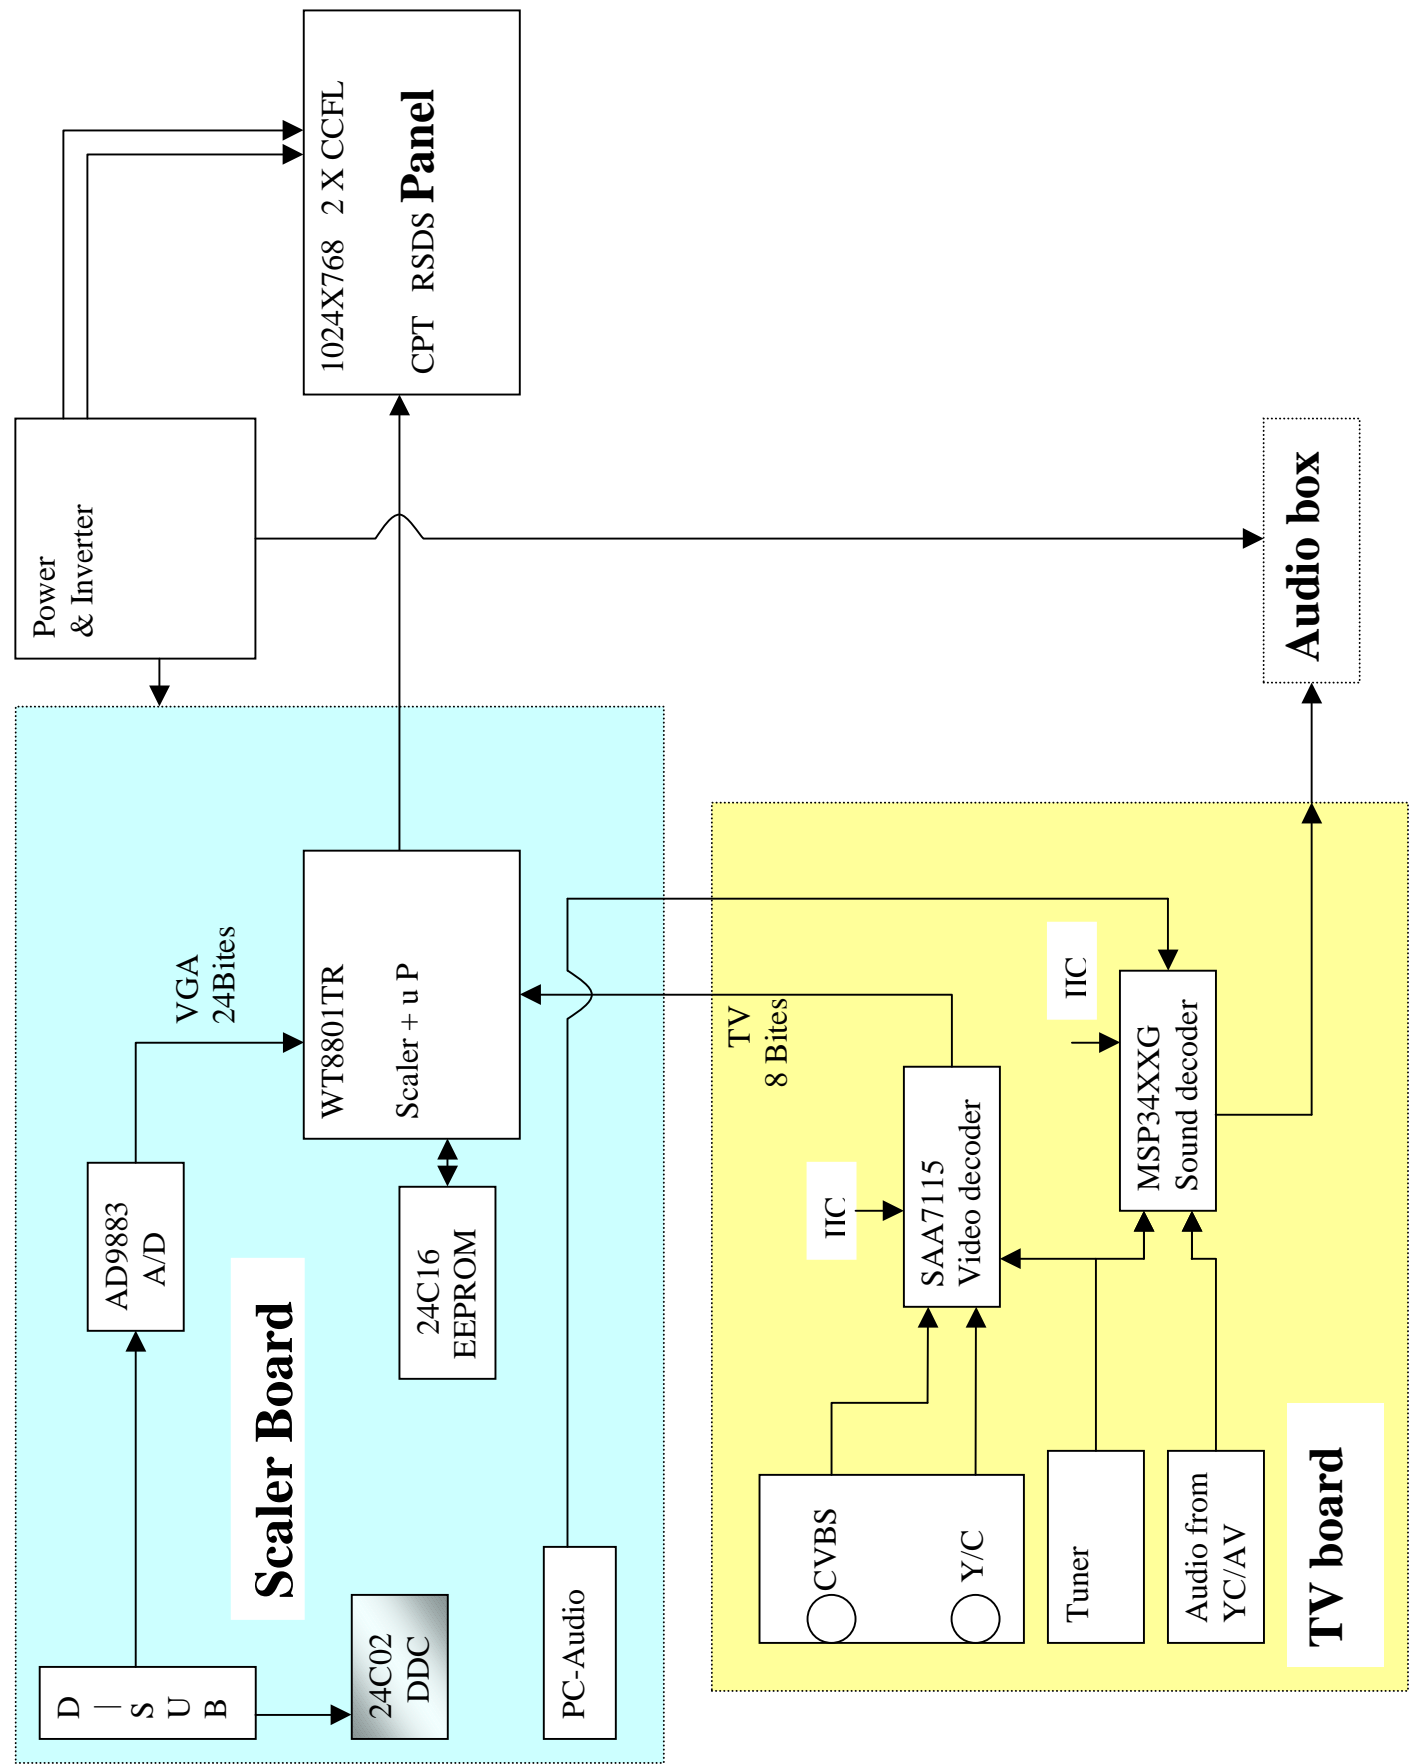 Power
& Inverter
1024X768 2 X CCFL
CPT RSDS Panel
D
|
S
U
B
AD9883
A/D
VGA
24Bites
Scaler Board
WT8801TR
Scaler + u P
24C02
DDC
24C16
EEPROM
PC-Audio
TV
8 Bites
CVBS
Y/C
IIC
SAA7115
Video decoder
IIC
Tuner
MSP34XXG
Sound decoder
Audio from
YC/AV
TV board
Audio box